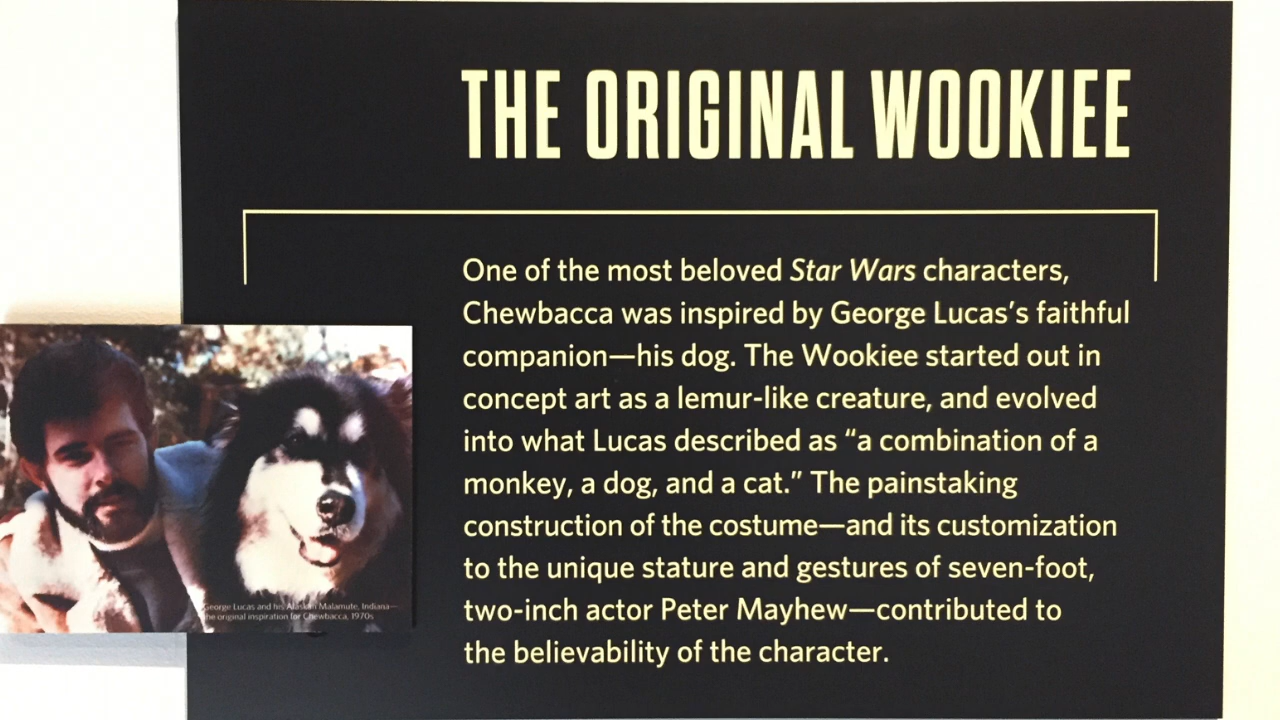 THE ORIGINAL WOOKIEE
One of the most beloved Star Wars characters,
Chewbacca was inspired by George Lucas's faithful
companion—his dog. The Wookiee started out in
concept art as a lemur-like creature, and evolved
into what Lucas described as “a combination of a
monkey, a dog, and a cat.” The painstaking
construction of the costume—and its customization
to the unique stature and gestures of seven-foot,
two-inch actor Peter Mayhew—contributed to
the believability of the character.
George Lucas and his Alaskan Malamute, Indiana—
the original inspiration for Chewbacca, 1970s